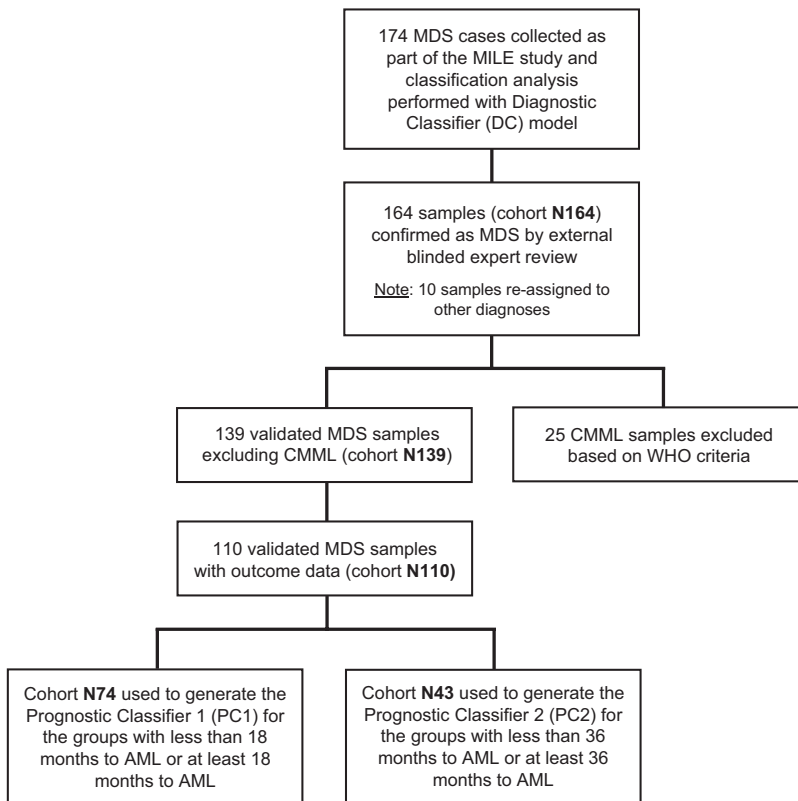 174 MDS cases collected as
part of the MILE study and
classification analysis
performed with Diagnostic
Classifier (DC) model
164 samples (cohort N164)
confirmed as MDS by external
blinded expert review
Note: 10 samples re-assigned to
other diagnoses
139 validated MDS samples
excluding CMML (cohort N139)
25 CMML samples excluded
based on WHO criteria
110 validated MDS samples
with outcome data (cohort N110)
Cohort N74 used to generate the
Prognostic Classifier 1 (PC1) for
the groups with less than 18
months to AML or at least 18
months to AML
Cohort N43 used to generate the
Prognostic Classifier 2 (PC2) for
the groups with less than 36
months to AML or at least 36
months to AML